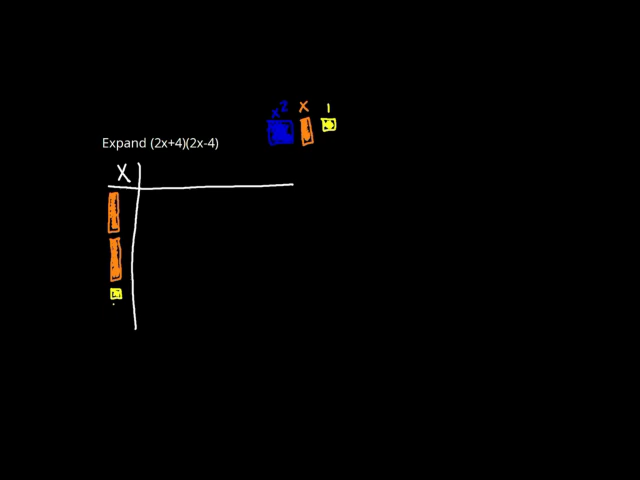 x² x 1
Expand (2x+4)(2x-4)
X